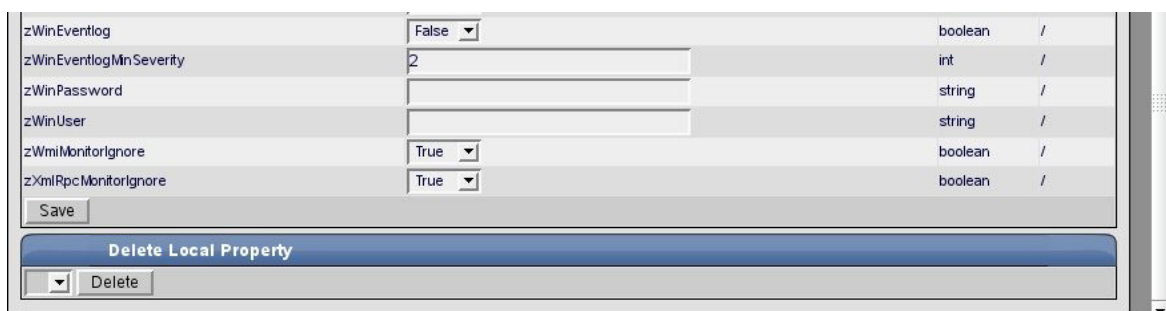 zWinEventlog False boolean /
zWinEventlogMinSeverity 2 int /
zWinPassword string /
zWinUser string /
zWmiMonitorIgnore True boolean /
zXmlRpcMonitorIgnore True boolean /
Save
Delete Local Property
Delete